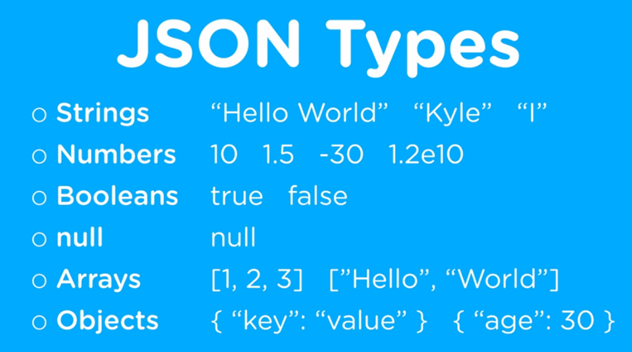 JSON Types
○ Strings “Hello World” “Kyle” “I”
○ Numbers 10 1.5 -30 1.2e10
○ Booleans true false
○ null null
○ Arrays [1, 2, 3] [”Hello”, “World”]
○ Objects { “key”: “value” } { “age”: 30 }